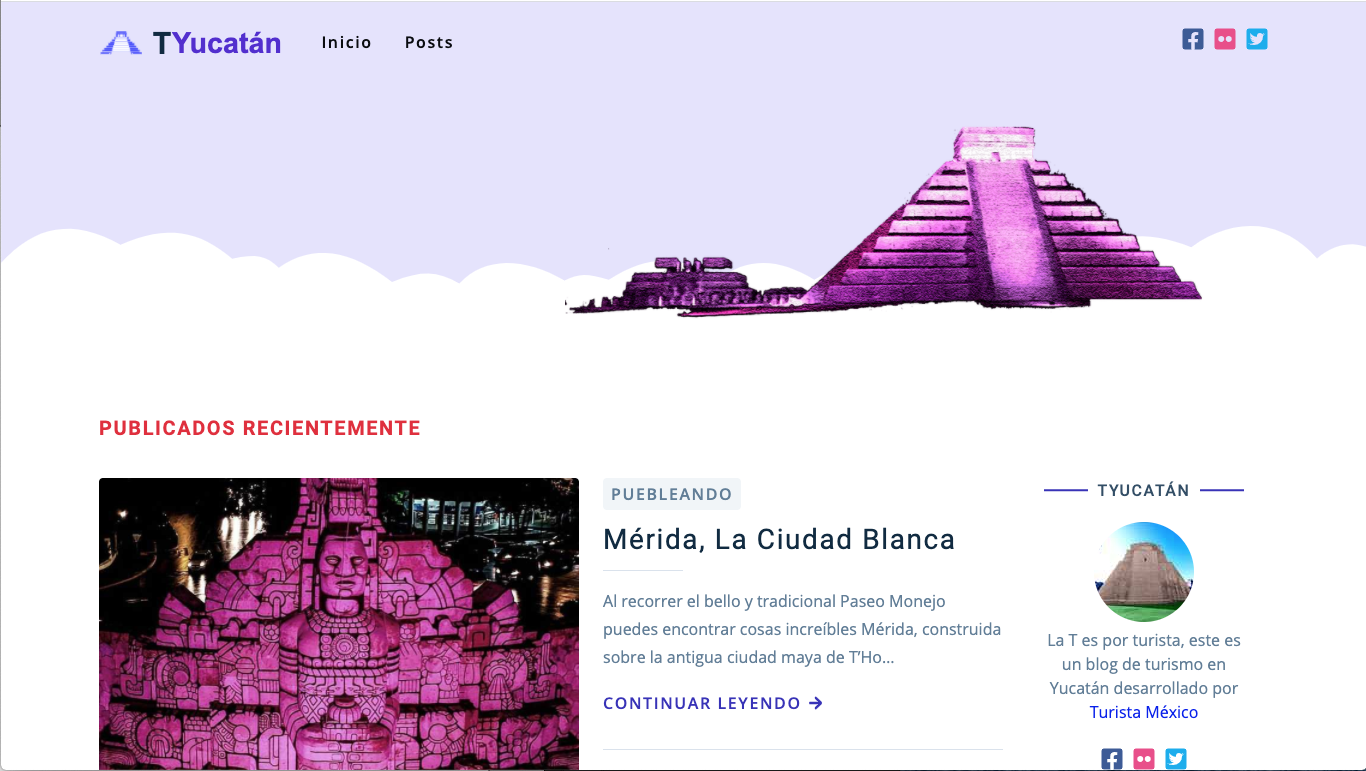 TYucatán
Inicio
Posts
PUBLICADOS RECIENTEMENTE
PUEBLEANDO
Mérida, La Ciudad Blanca
Al recorrer el bello y tradicional Paseo Monejo
puedes encontrar cosas increíbles Mérida, construida
sobre la antigua ciudad maya de T’Ho...
CONTINUAR LEYENDO →
TYUCATÁN
La T es por turista, este es
un blog de turismo en
Yucatán desarrollado por
Turista México